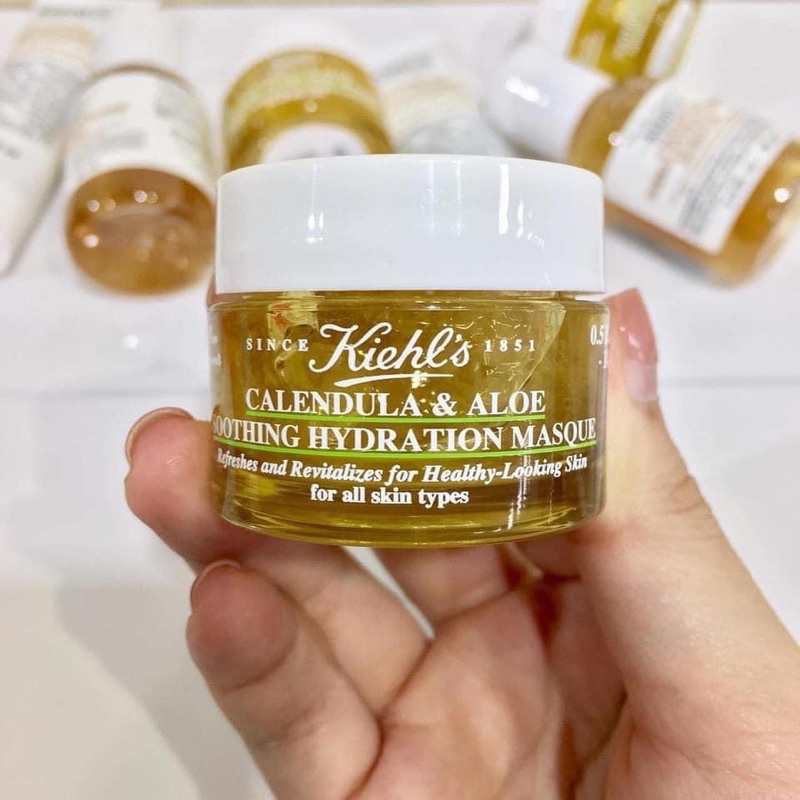 SINCE Kiehl's 1851
CALENDULA & ALOE
SOOTHING HYDRATION MASQUE
Refreshes and Revitalizes for Healthy-Looking Skin
for all skin types